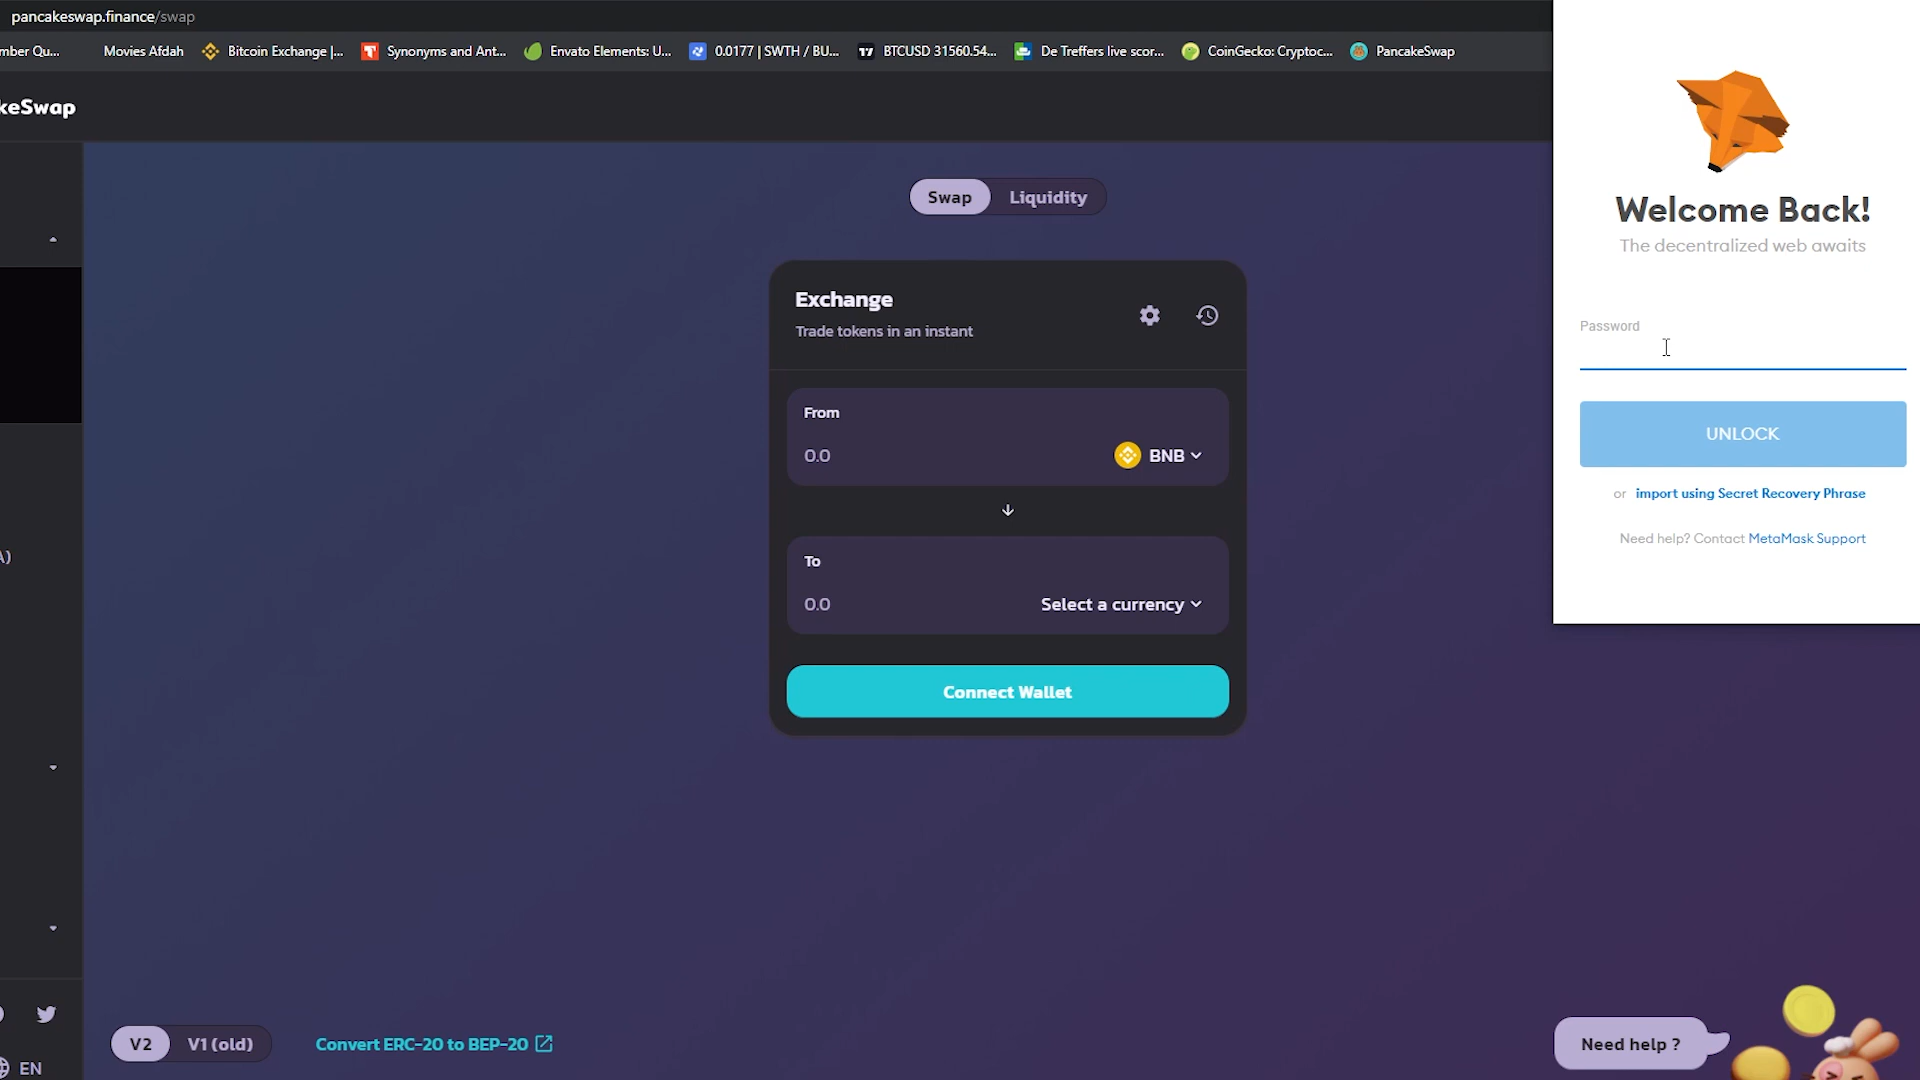 pancakeswap.finance/swap
mber Qu...
Movies Afdah
Bitcoin Exchange |...
Synonyms and Ant...
Envato Elements: U...
0.0177 | SWTH / BU...
BTCUSD 31560.54...
De Treffers live scor...
CoinGecko: Cryptoc...
PancakeSwap
keSwap
Swap
Liquidity
Exchange
Trade tokens in an instant
From
0.0
BNB
To
0.0
Select a currency
Connect Wallet
A)
V2
V1 (old)
Convert ERC-20 to BEP-20
EN
Need help ?
Welcome Back!
The decentralized web awaits
Password
UNLOCK
or import using Secret Recovery Phrase
Need help? Contact MetaMask Support